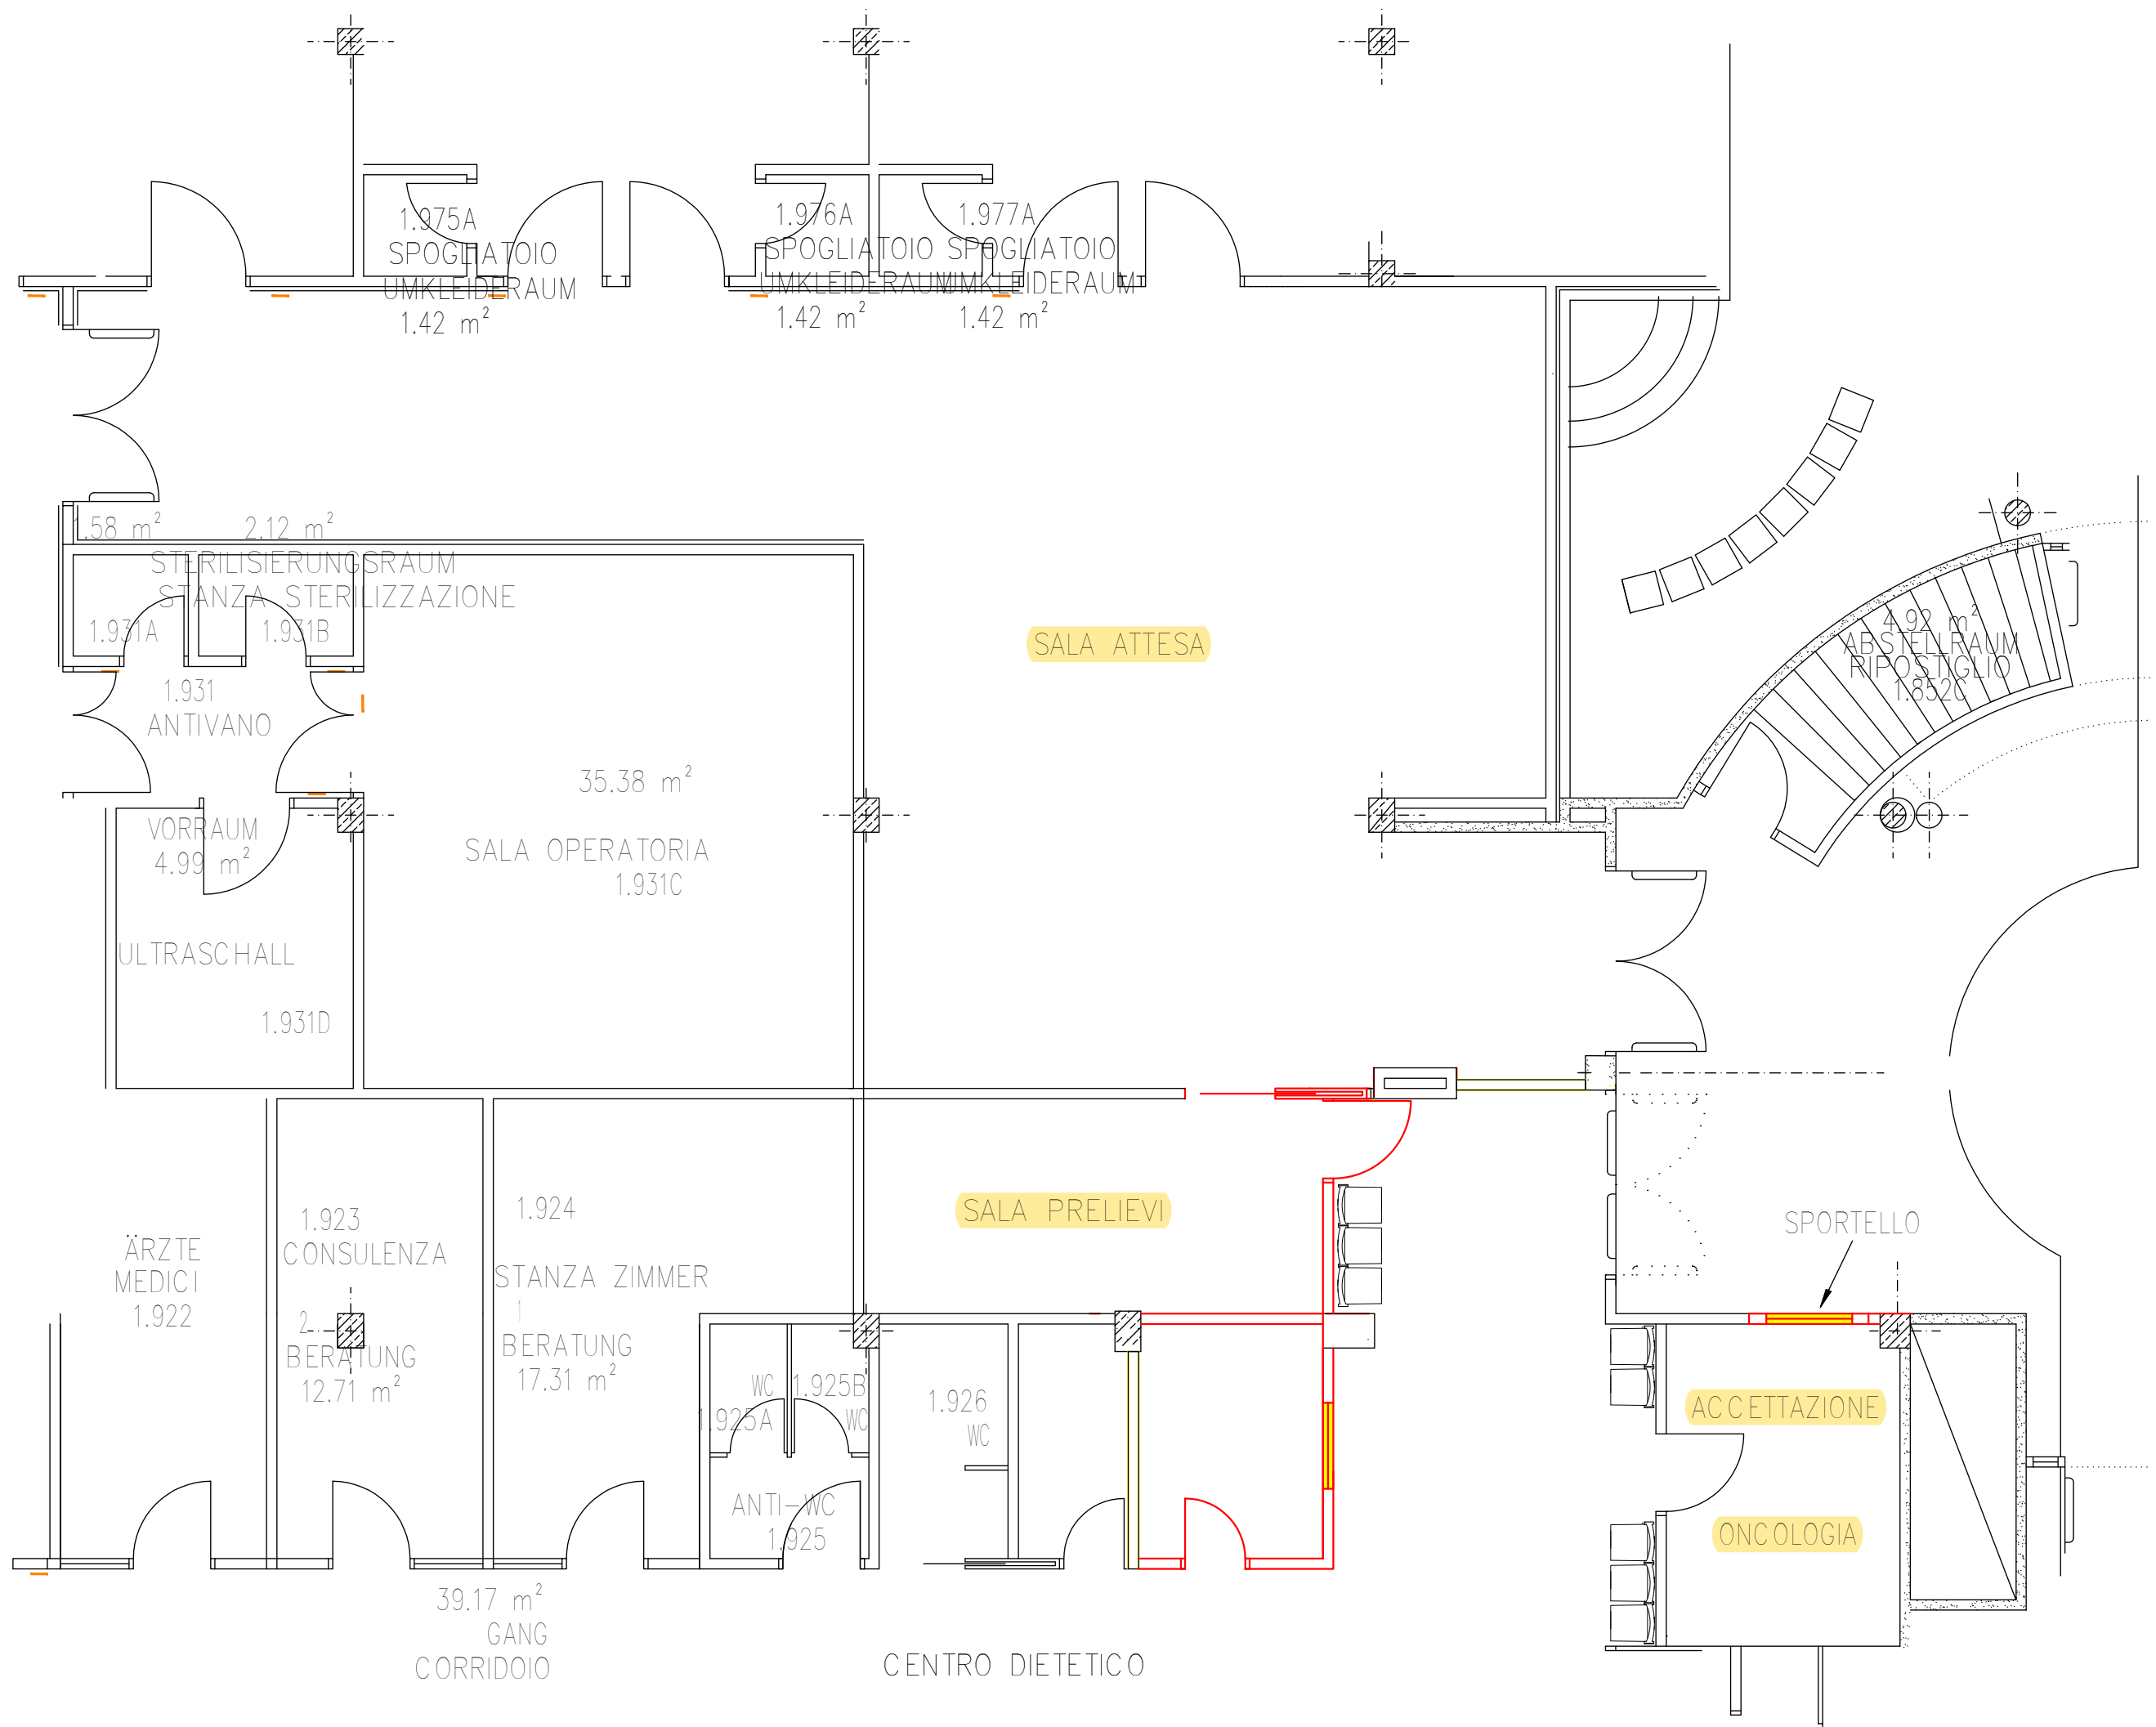 1.975A
SPOGLIATOIO
UMKLEIDERAUM
1.42 m²
1.976A
SPOGLIATOIO
UMKLEIDERAUM
1.42 m²
1.977A
SPOGLIATOIO
UMKLEIDERAUM
1.42 m²
.58 m²
2.12 m²
STERILISIERUNGSRAUM
STANZA STERILIZZAZIONE
1.931A
1.931B
1.931
ANTIVANO
VORRAUM
4.99 m²
35.38 m²
SALA OPERATORIA
1.931C
ULTRASCHALL
1.931D
SALA ATTESA
4.92 m²
ABSTELLRAUM
RIPOSTIGLIO
1.852C
ÄRZTE
MEDICI
1.922
1.923
CONSULENZA
2
BERATUNG
12.71 m²
1.924
STANZA ZIMMER
1
BERATUNG
17.31 m²
SALA PRELIEVI
SPORTELLO
WC
1.925A
1.925B
WC
1.926
WC
ANTI-WC
1.925
ACCETTAZIONE
ONCOLOGIA
39.17 m²
GANG
CORRIDOIO
CENTRO DIETETICO